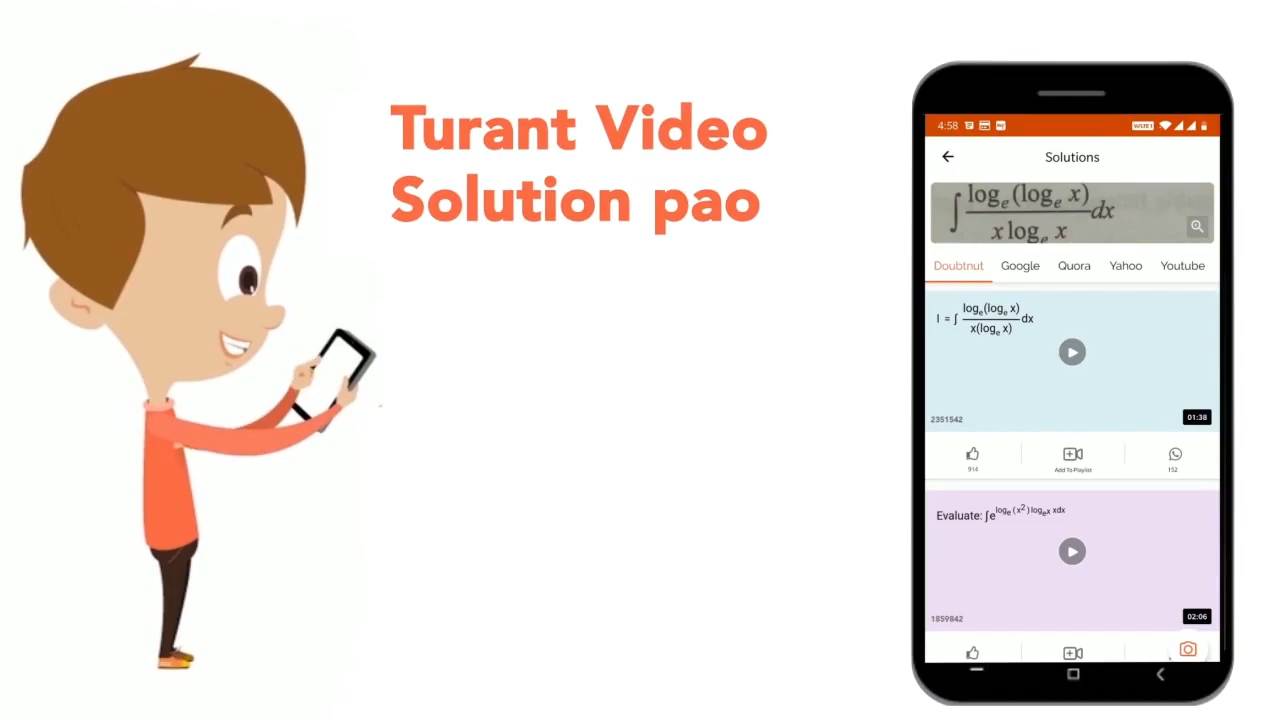 Turant Video
Solution pao
4:58
VoLTE1
Solutions
∫ logₑ(logₑ x) / x logₑ x dx
Doubtnut Google Quora Yahoo Youtube
I = ∫ logₑ(logₑ x) / x(logₑ x) dx
2351542 01:38
914 Add To Playlist 152
Evaluate: ∫e^logₑ(x²)logₑx xdx
1859842 02:06